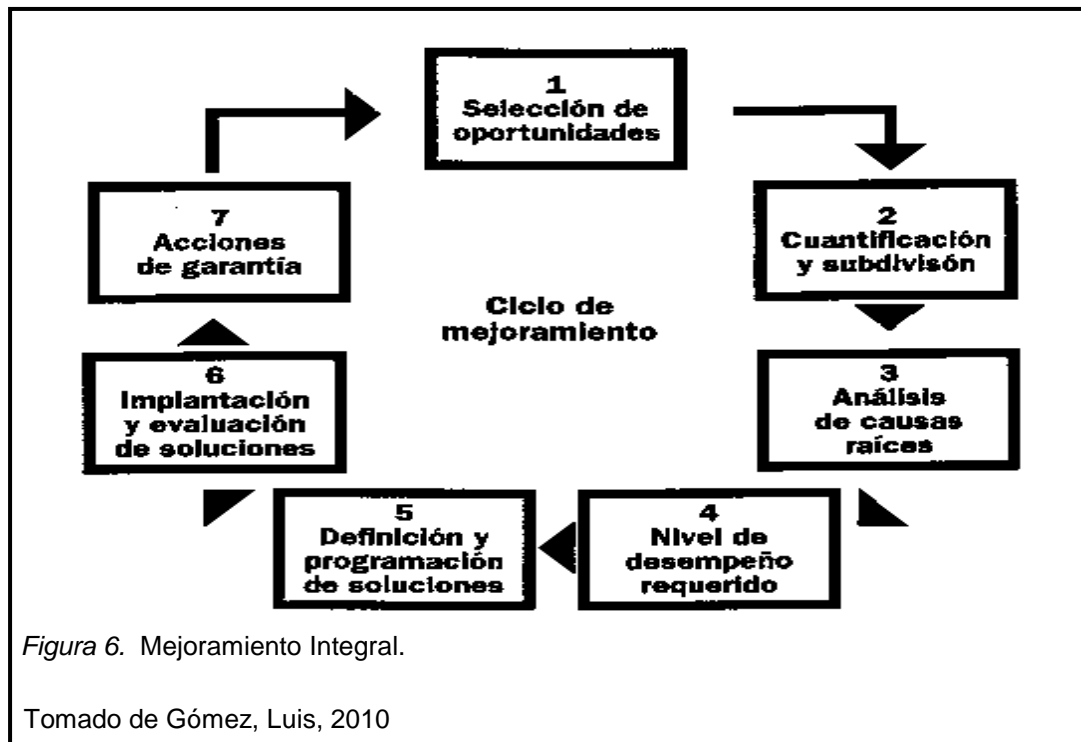 1
Selección de
oportunidades
2
Cuantificación
y subdivisón
3
Análisis
de causas
raíces
4
Nivel de
desempeño
requerido
5
Definición y
programación
de soluciones
6
Implantación
y evaluación
de soluciones
7
Acciones
de garantía
Ciclo de
mejoramiento
Figura 6. Mejoramiento Integral.
Tomado de Gómez, Luis, 2010